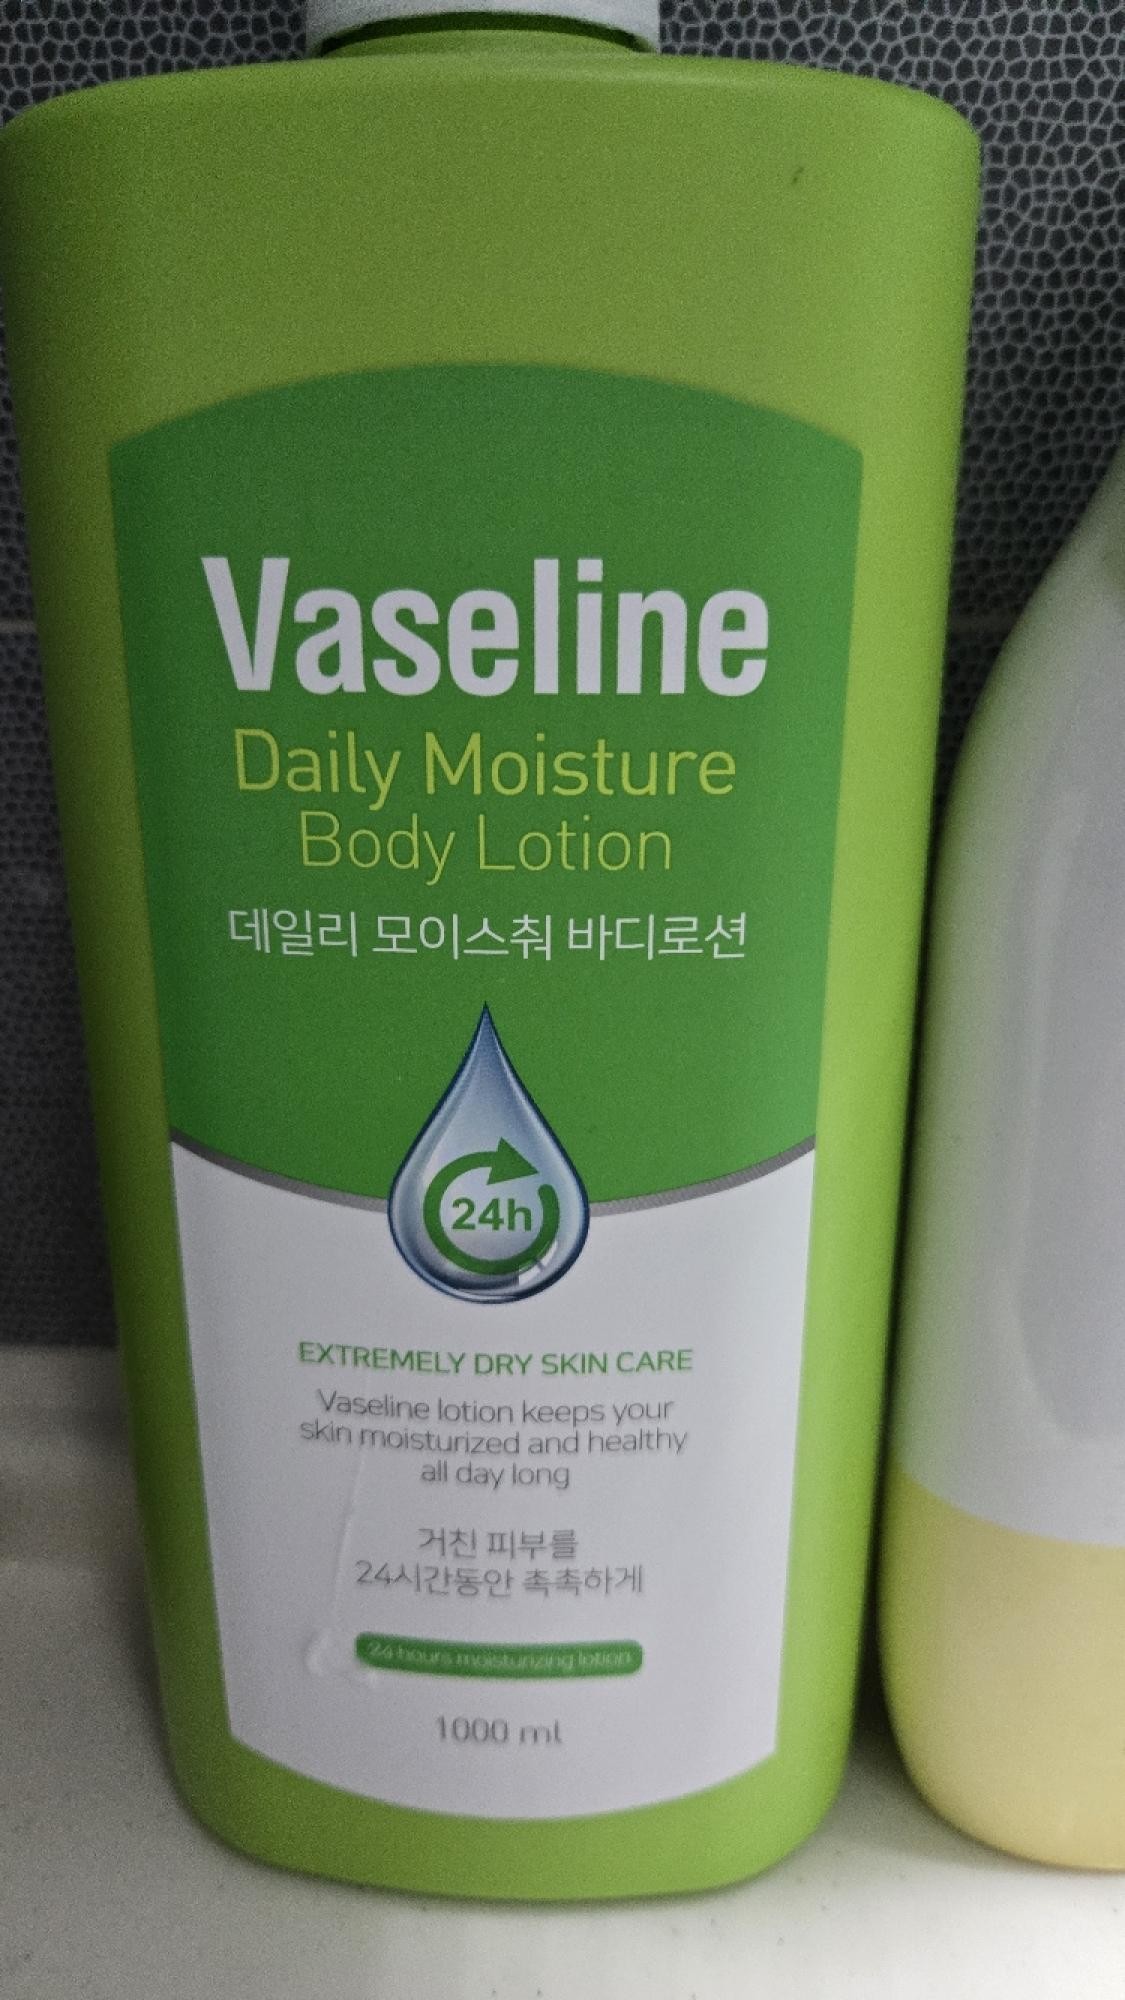 Vaseline
Daily Moisture
Body Lotion
데일리 모이스춰 바디로션
24h
EXTREMELY DRY SKIN CARE
Vaseline lotion keeps your
skin moisturized and healthy
all day long
거친 피부를
24시간동안 촉촉하게
24 hours moisturizing lotion
1000 ml